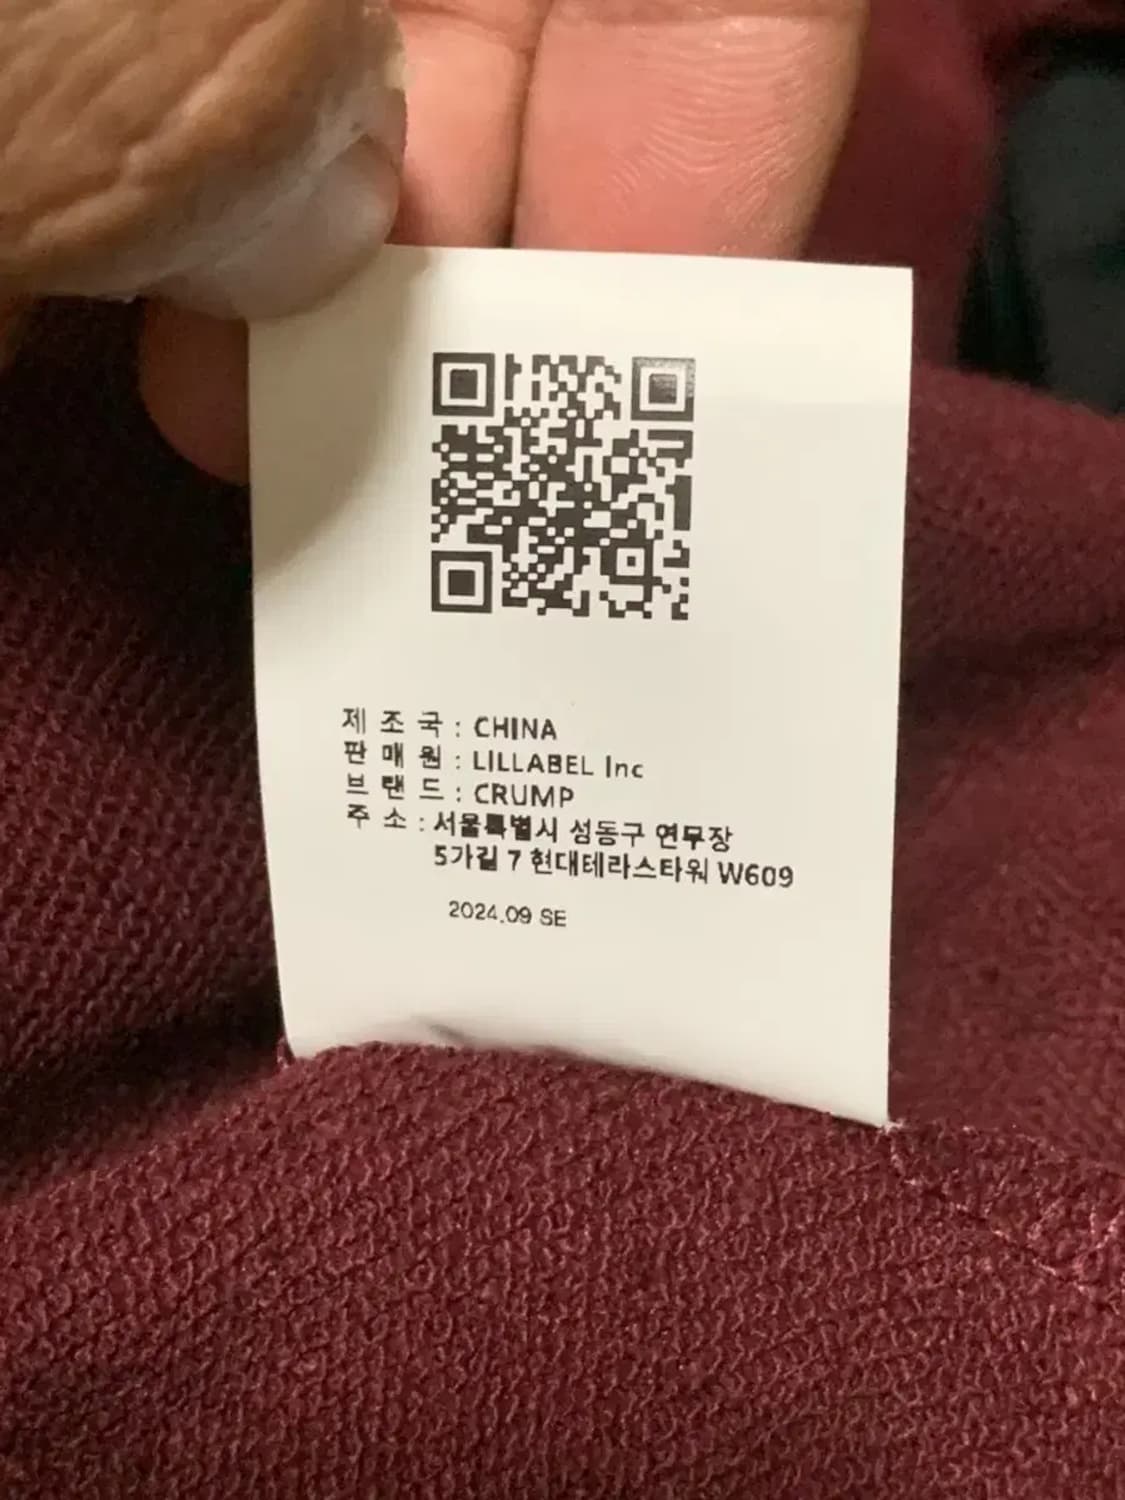 제 조 국 : CHINA
판 매 원 : LILLABEL Inc
브 랜 드 : CRUMP
주 소 : 서울특별시 성동구 연무장
5가길 7 현대테라스타워 W609
2024.09 SE